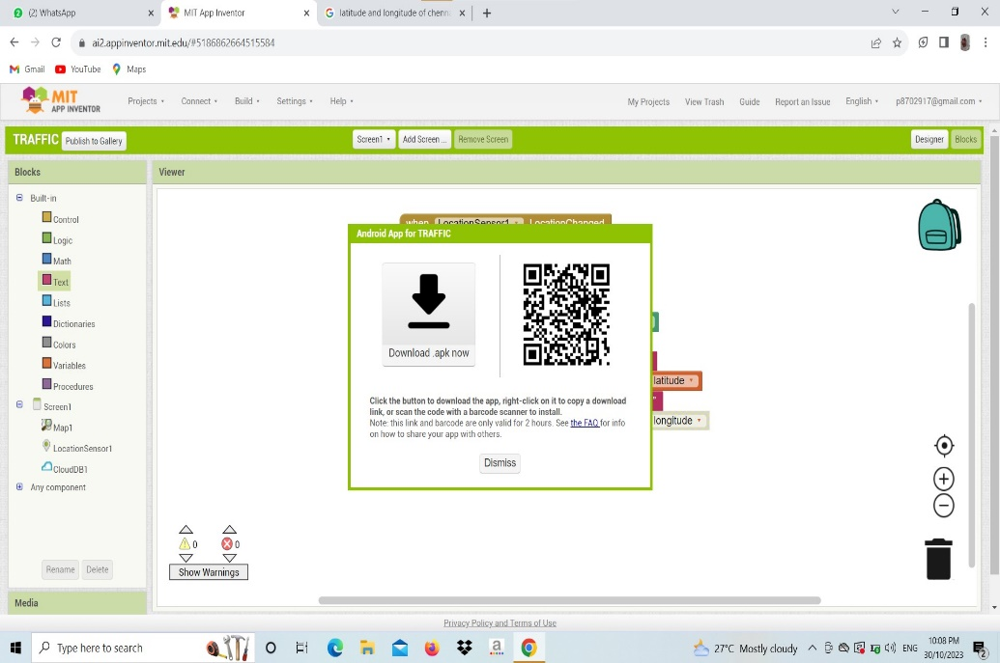 (2) WhatsApp
MIT App Inventor
latitude and longitude of chenn
ai2.appinventor.mit.edu/#5186862664515584
Gmail
YouTube
Maps
MIT
APP INVENTOR
Projects
Connect
Build
Settings
Help
My Projects
View Trash
Guide
Report an Issue
English
p8702917@gmail.com
TRAFFIC
Publish to Gallery
Screen1
Add Screen ...
Remove Screen
Designer
Blocks
Blocks
Viewer
Built-in
Control
Logic
Math
Text
Lists
Dictionaries
Colors
Variables
Procedures
Screen1
Map1
LocationSensor1
CloudDB1
Any component
Rename
Delete
Media
when LocationSensor1 .LocationChanged
Android App for TRAFFIC
Download .apk now
Click the button to download the app, right-click on it to copy a download
link, or scan the code with a barcode scanner to install.
Note: this link and barcode are only valid for 2 hours. See the FAQ for info
on how to share your app with others.
Dismiss
latitude
"
longitude
0
0
Show Warnings
Privacy Policy and Terms of Use
Type here to search
27°C Mostly cloudy
ENG
10:08 PM
30/10/2023
2